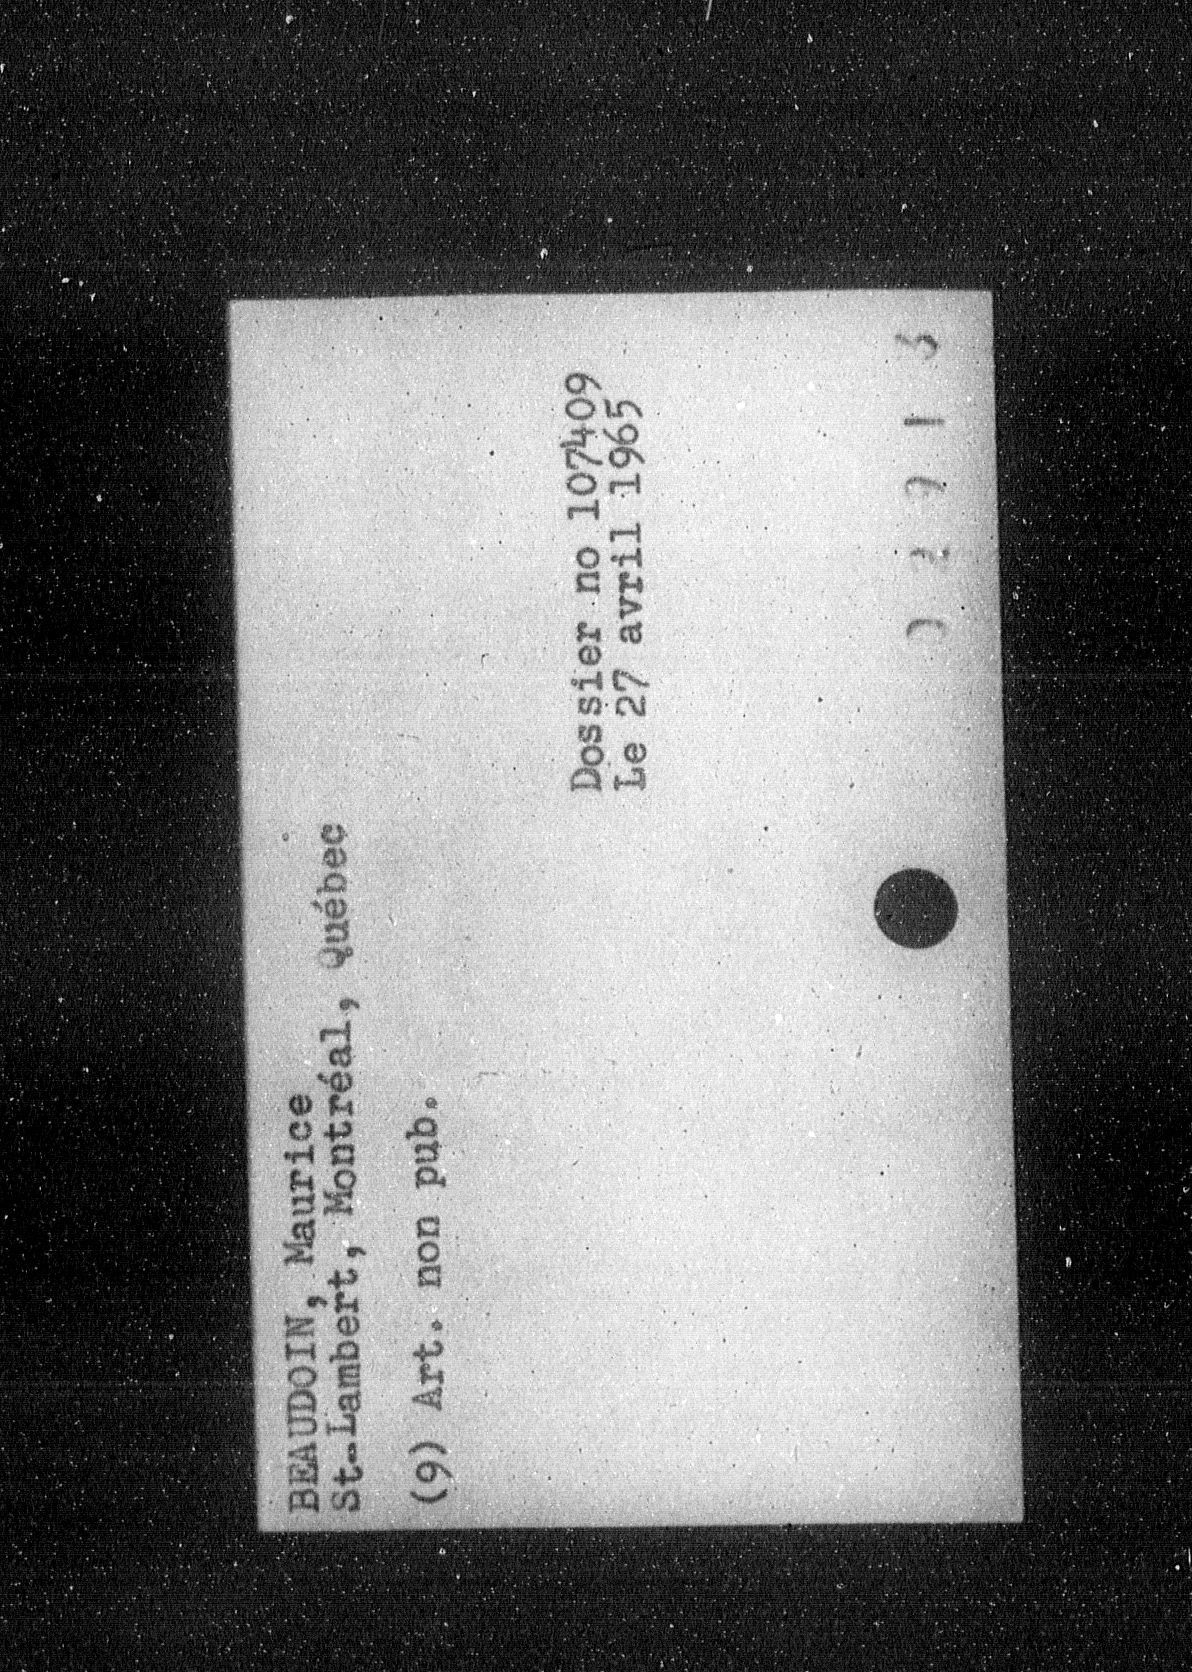 BEAUDOIN, Maurice
St-Lambert, Montréal, Québec
(9) Art. non pub.
Dossier no 107409
Le 27 avril 1965